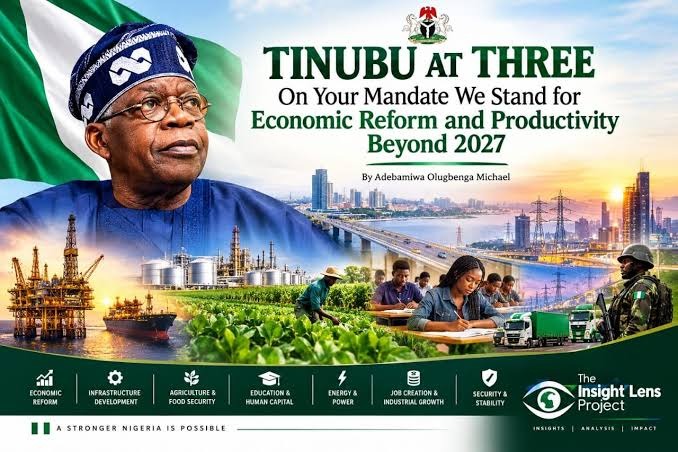 TINUBU AT THREE
On Your Mandate We Stand for
Economic Reform and Productivity
Beyond 2027
By Adebamiwa Olugbenga Michael
ECONOMIC
REFORM
INFRASTRUCTURE
DEVELOPMENT
AGRICULTURE &
FOOD SECURITY
EDUCATION &
HUMAN CAPITAL
ENERGY &
POWER
JOB CREATION &
INDUSTRIAL GROWTH
SECURITY &
STABILITY
The
Insight Lens
Project
INSIGHTS | ANALYSIS | IMPACT
A STRONGER NIGERIA IS POSSIBLE